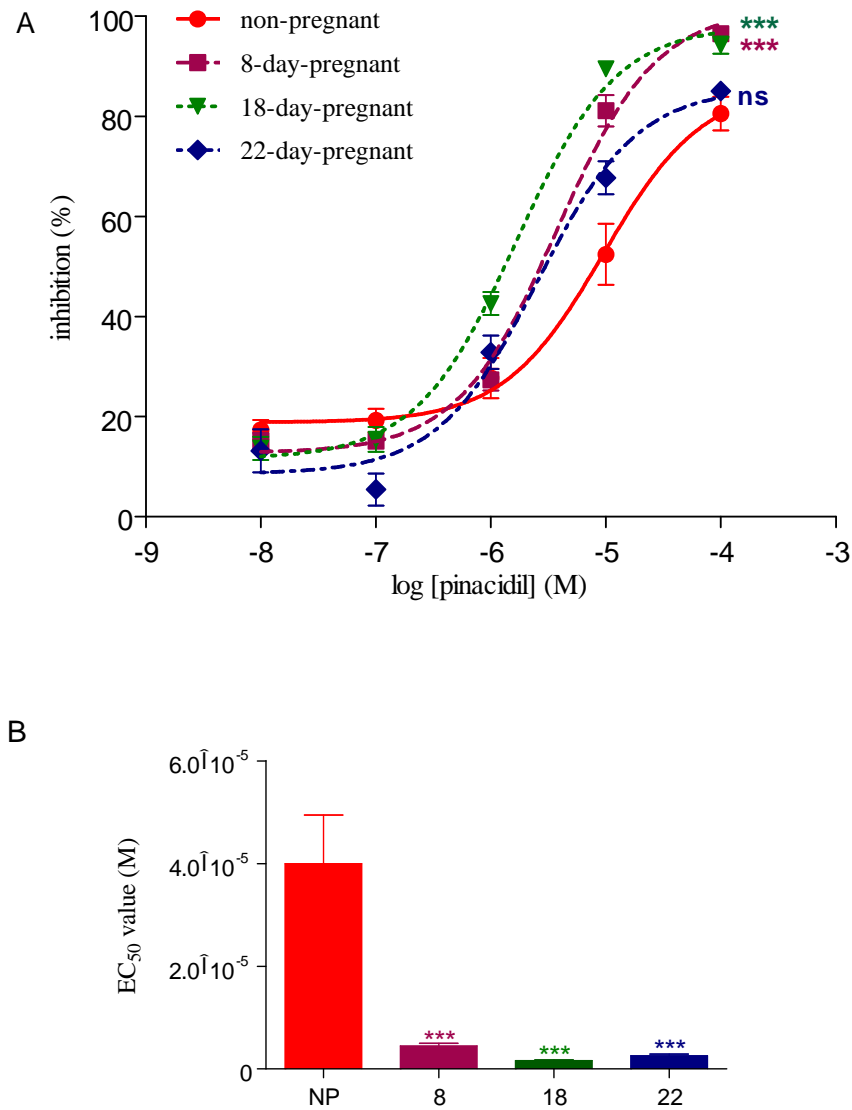 A
100
80
60
40
20
0
inhibition (%)
non-pregnant
8-day-pregnant
18-day-pregnant
22-day-pregnant
***
***
ns
-9 -8 -7 -6 -5 -4 -3
log [pinacidil] (M)
B
6.0Î10⁻⁵
4.0Î10⁻⁵
2.0Î10⁻⁵
0
EC₅₀ value (M)
*** *** ***
NP 8 18 22